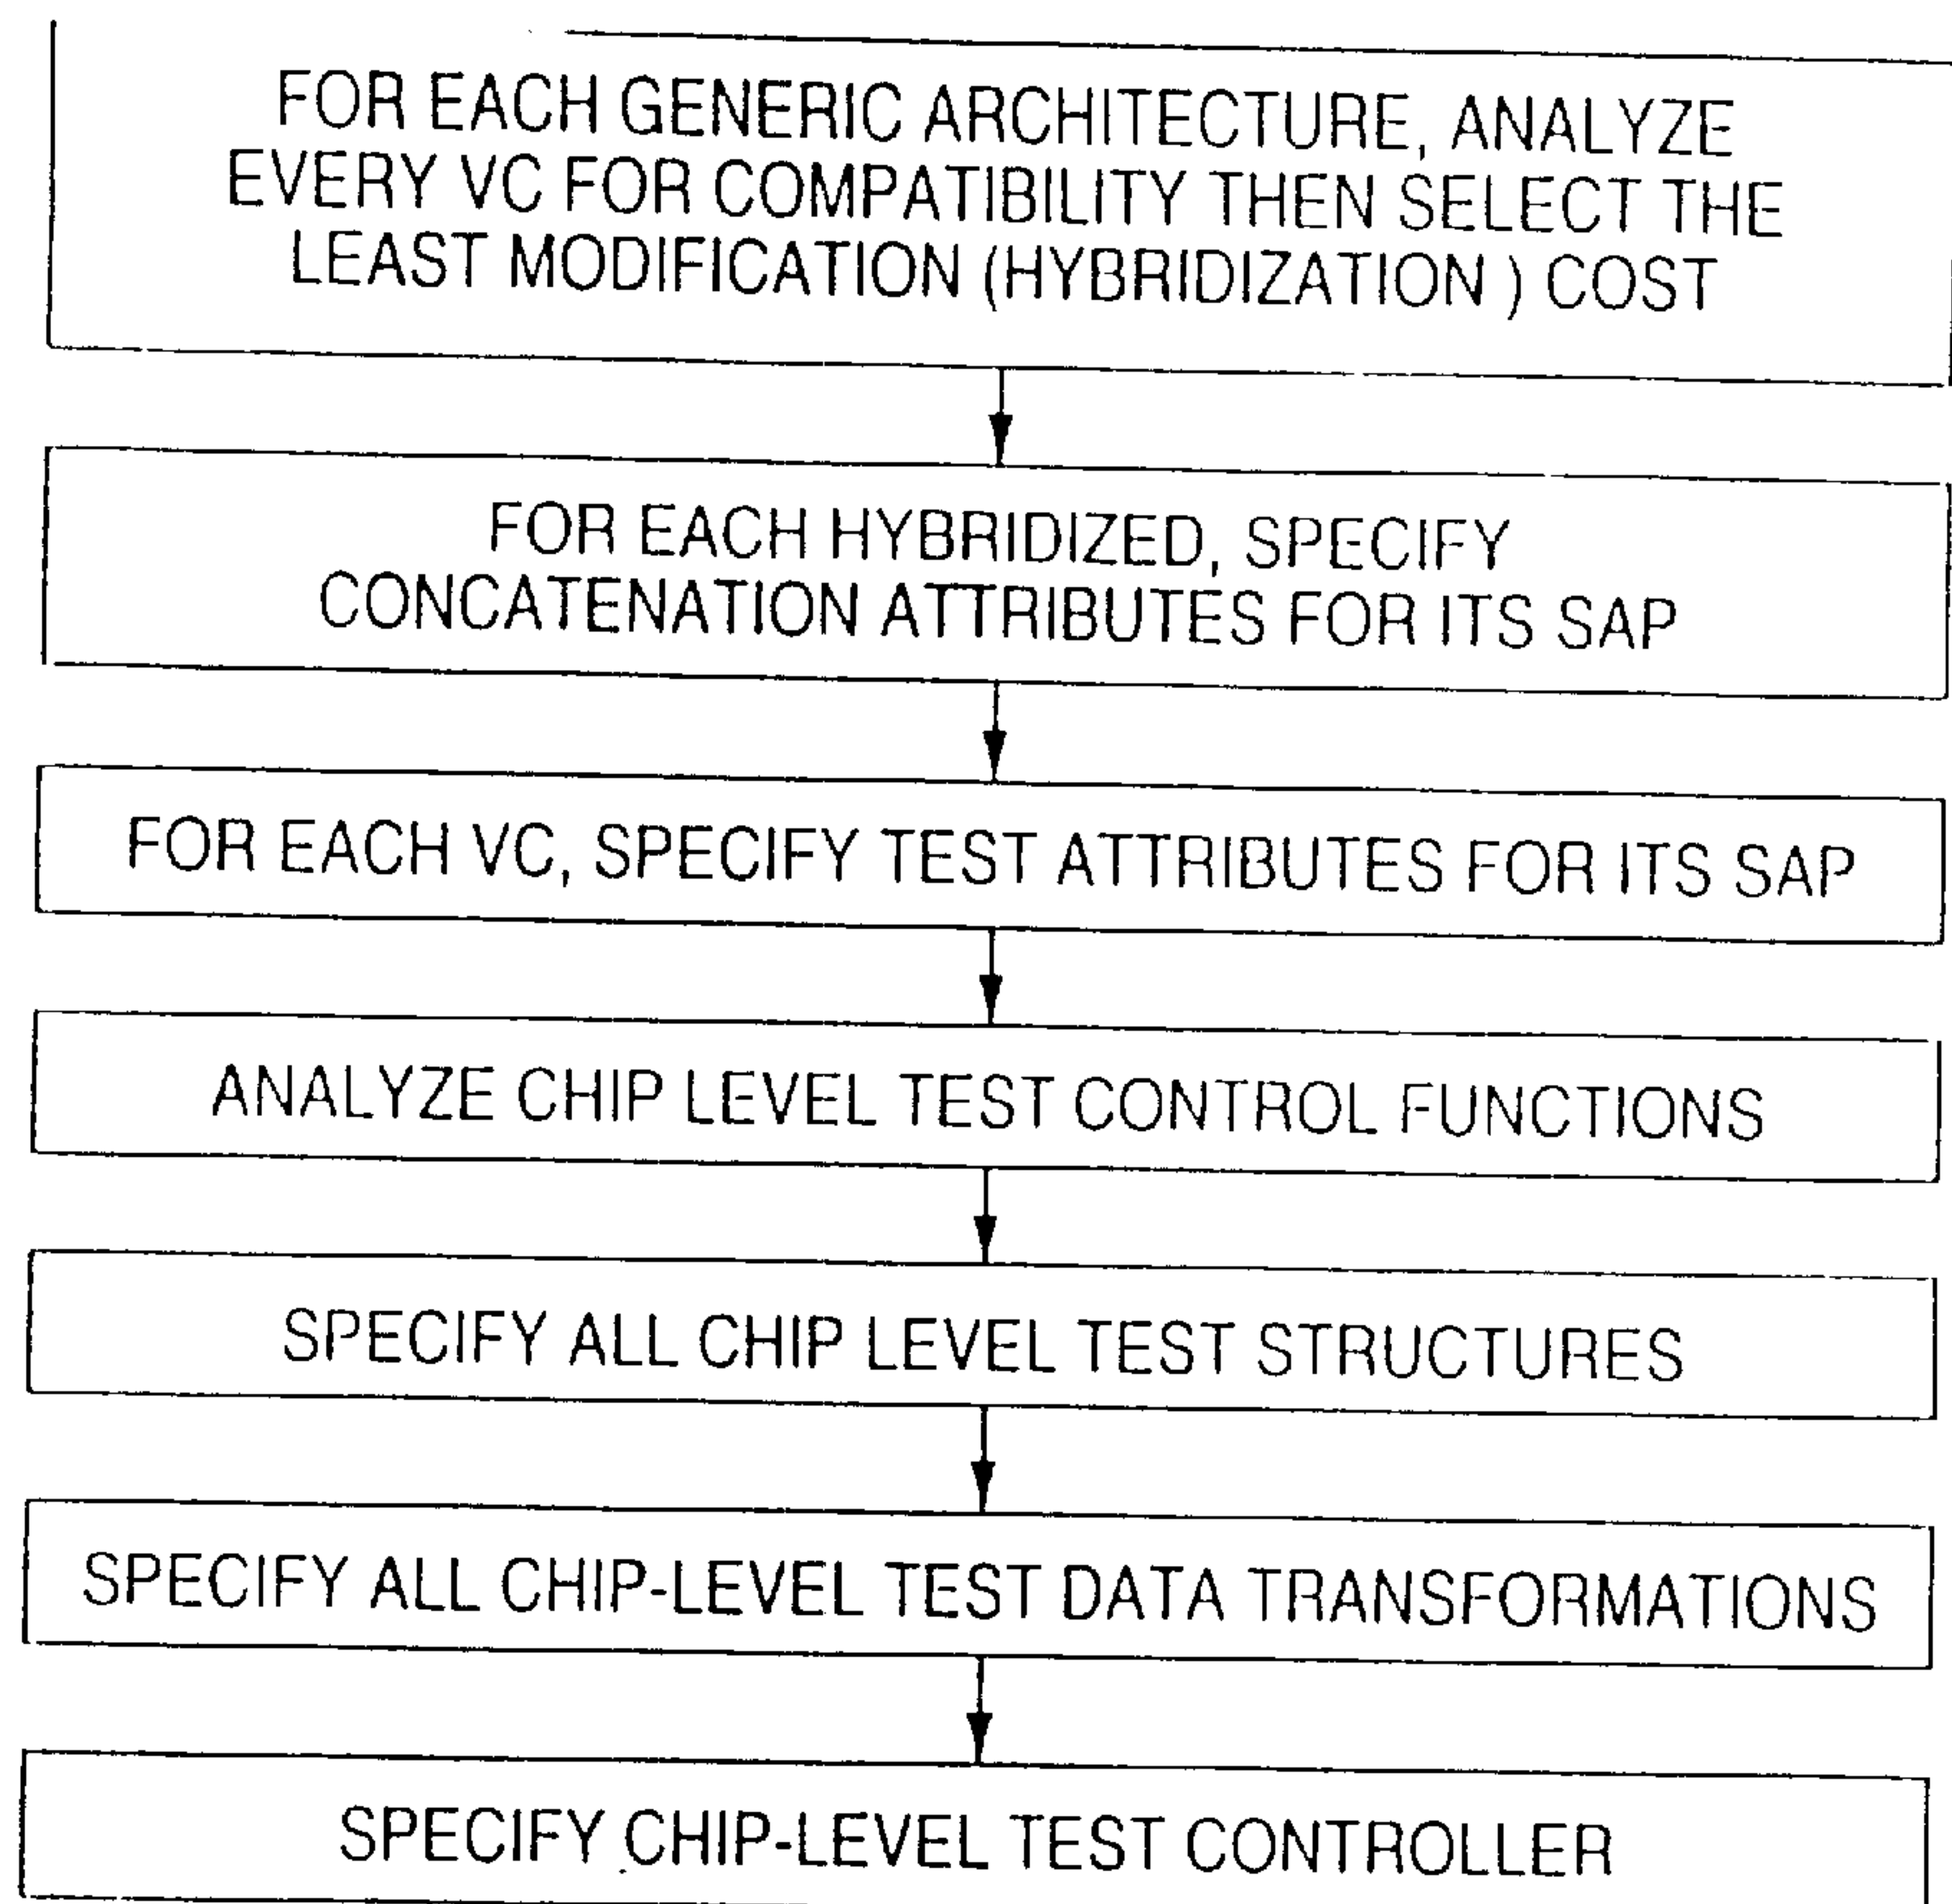 FOR EACH GENERIC ARCHITECTURE, ANALYZE
EVERY VC FOR COMPATIBILITY THEN SELECT THE
LEAST MODIFICATION (HYBRIDIZATION ) COST
FOR EACH HYBRIDIZED, SPECIFY
CONCATENATION ATTRIBUTES FOR ITS SAP
FOR EACH VC, SPECIFY TEST ATTRIBUTES FOR ITS SAP
ANALYZE CHIP LEVEL TEST CONTROL FUNCTIONS
SPECIFY ALL CHIP LEVEL TEST STRUCTURES
SPECIFY ALL CHIP-LEVEL TEST DATA TRANSFORMATIONS
SPECIFY CHIP-LEVEL TEST CONTROLLER